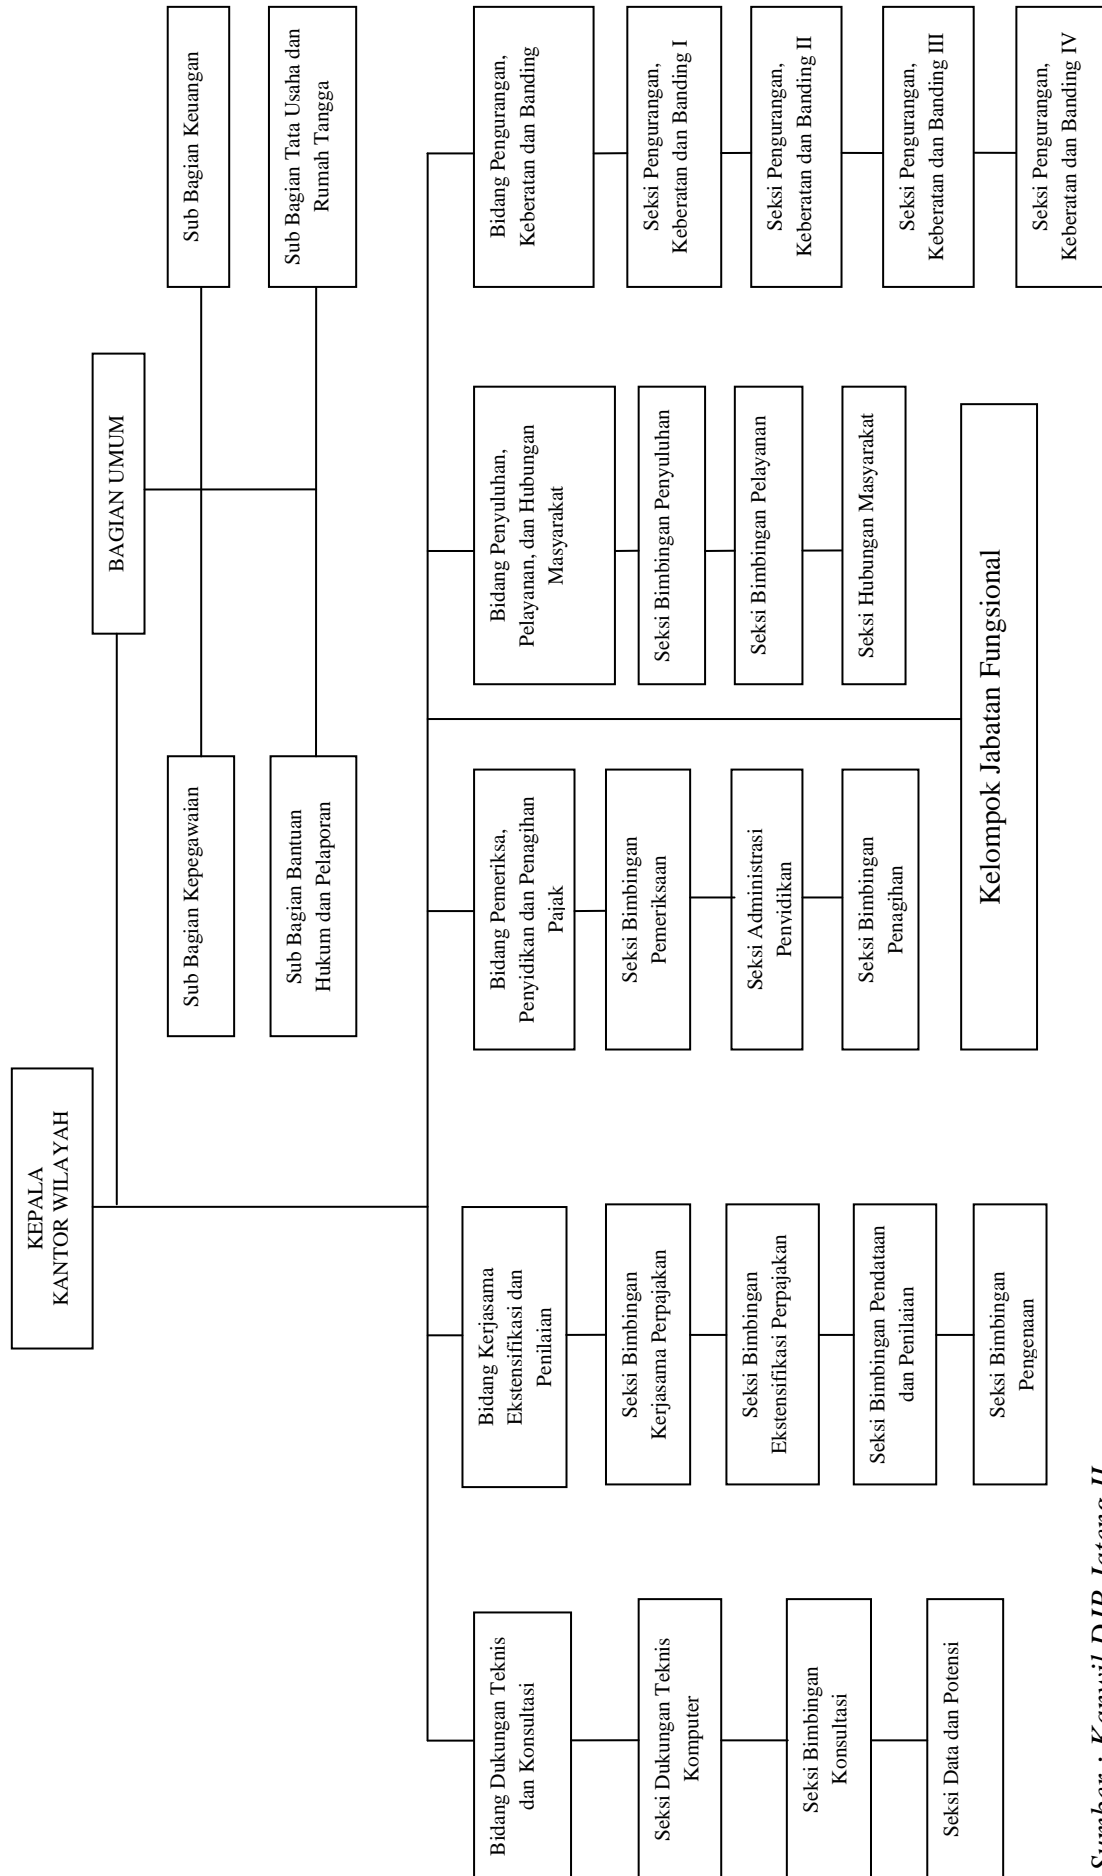 KEPALA
KANTOR WILAYAH
BAGIAN UMUM
Sub Bagian Kepegawaian
Sub Bagian Keuangan
Sub Bagian Bantuan
Hukum dan Pelaporan
Sub Bagian Tata Usaha dan
Rumah Tangga
Bidang Dukungan Teknis
dan Konsultasi
Seksi Dukungan Teknis
Komputer
Seksi Bimbingan
Konsultasi
Seksi Data dan Potensi
Bidang Kerjasama
Ekstensifikasi dan
Penilaian
Seksi Bimbingan
Kerjasama Perpajakan
Seksi Bimbingan
Ekstensifikasi Perpajakan
Seksi Bimbingan Pendataan
dan Penilaian
Seksi Bimbingan
Pengenaan
Bidang Pemeriksa,
Penyidikan dan Penagihan
Pajak
Seksi Bimbingan
Pemeriksaan
Seksi Administrasi
Penyidikan
Seksi Bimbingan
Penagihan
Bidang Penyuluhan,
Pelayanan, dan Hubungan
Masyarakat
Seksi Bimbingan Penyuluhan
Seksi Bimbingan Pelayanan
Seksi Hubungan Masyarakat
Bidang Pengurangan,
Keberatan dan Banding
Seksi Pengurangan,
Keberatan dan Banding I
Seksi Pengurangan,
Keberatan dan Banding II
Seksi Pengurangan,
Keberatan dan Banding III
Seksi Pengurangan,
Keberatan dan Banding IV
Kelompok Jabatan Fungsional
Sumber : Kanwil DJP Jateng II